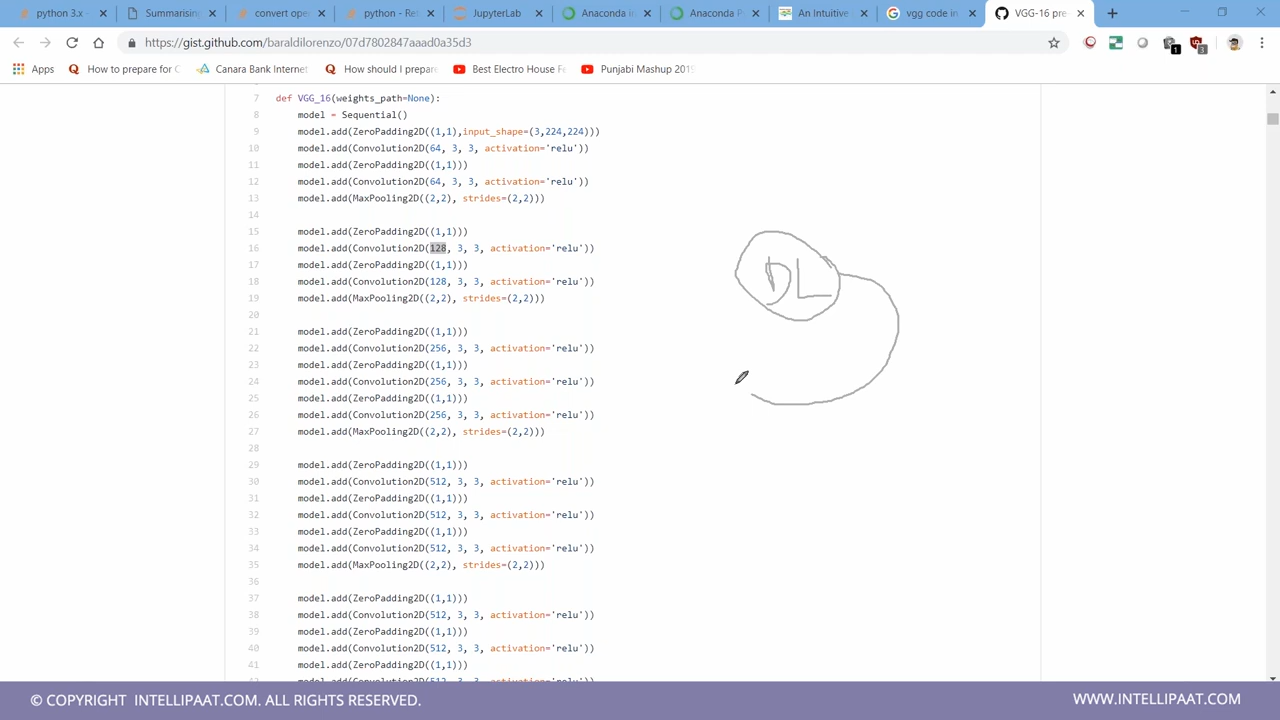 python 3.x -
Summarising
convert open
python - Ret
JupyterLab
Anaconda is
Anaconda P
An Intuitive
vgg code in
VGG-16 pre
https://gist.github.com/baraldilorenzo/07d7802847aaad0a35d3
Apps
How to prepare for C
Canara Bank Internet
How should I prepare
Best Electro House Fe
Punjabi Mashup 2019
7 def VGG_16(weights_path=None):
8 model = Sequential()
9 model.add(ZeroPadding2D((1,1),input_shape=(3,224,224)))
10 model.add(Convolution2D(64, 3, 3, activation='relu'))
11 model.add(ZeroPadding2D((1,1)))
12 model.add(Convolution2D(64, 3, 3, activation='relu'))
13 model.add(MaxPooling2D((2,2), strides=(2,2)))
14
15 model.add(ZeroPadding2D((1,1)))
16 model.add(Convolution2D(128, 3, 3, activation='relu'))
17 model.add(ZeroPadding2D((1,1)))
18 model.add(Convolution2D(128, 3, 3, activation='relu'))
19 model.add(MaxPooling2D((2,2), strides=(2,2)))
20
21 model.add(ZeroPadding2D((1,1)))
22 model.add(Convolution2D(256, 3, 3, activation='relu'))
23 model.add(ZeroPadding2D((1,1)))
24 model.add(Convolution2D(256, 3, 3, activation='relu'))
25 model.add(ZeroPadding2D((1,1)))
26 model.add(Convolution2D(256, 3, 3, activation='relu'))
27 model.add(MaxPooling2D((2,2), strides=(2,2)))
28
29 model.add(ZeroPadding2D((1,1)))
30 model.add(Convolution2D(512, 3, 3, activation='relu'))
31 model.add(ZeroPadding2D((1,1)))
32 model.add(Convolution2D(512, 3, 3, activation='relu'))
33 model.add(ZeroPadding2D((1,1)))
34 model.add(Convolution2D(512, 3, 3, activation='relu'))
35 model.add(MaxPooling2D((2,2), strides=(2,2)))
36
37 model.add(ZeroPadding2D((1,1)))
38 model.add(Convolution2D(512, 3, 3, activation='relu'))
39 model.add(ZeroPadding2D((1,1)))
40 model.add(Convolution2D(512, 3, 3, activation='relu'))
41 model.add(ZeroPadding2D((1,1)))
DL
© COPYRIGHT INTELLIPAAT.COM. ALL RIGHTS RESERVED.
WWW.INTELLIPAAT.COM